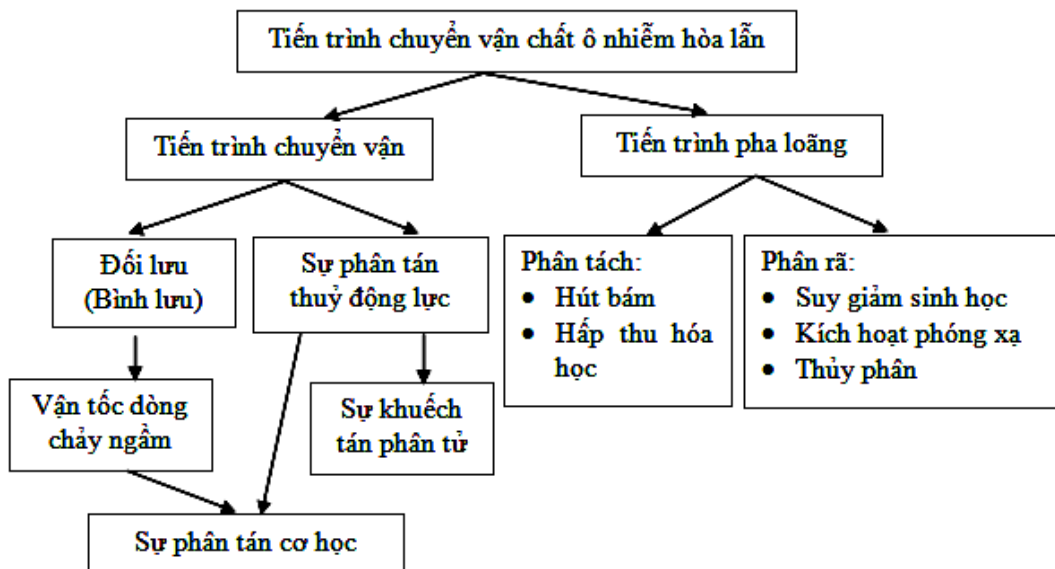 Tiến trình chuyển vận chất ô nhiễm hòa lẫn
Tiến trình chuyển vận
Tiến trình pha loãng
Đối lưu
(Bình lưu)
Sự phân tán
thuỷ động lực
Phân tách:
• Hút bám
• Hấp thu hóa
học
Phân rã:
• Suy giảm sinh học
• Kích hoạt phóng xạ
• Thủy phân
Vận tốc dòng
chảy ngầm
Sự khuếch
tán phân tử
Sự phân tán cơ học